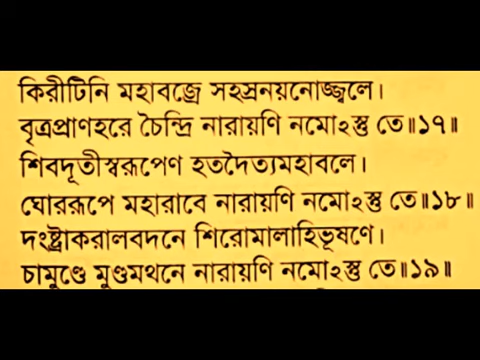 কিরীটিনি মহাবজ্রে সহস্রনয়নোজ্জ্বলে।
বৃত্রপ্রাণহরে চৈন্দ্রি নারায়ণি নমোঽস্তু তে॥১৭॥
শিবদূতীস্বরূপেণ হতদৈত্যমহাবলে।
ঘোররূপে মহারাবে নারায়ণি নমোঽস্তু তে॥১৮॥
দংষ্ট্রাকরালবদনে শিরোমালাহিভূষণে।
চামুণ্ডে মুণ্ডমথনে নারায়ণি নমোঽস্তু তে॥১৯॥